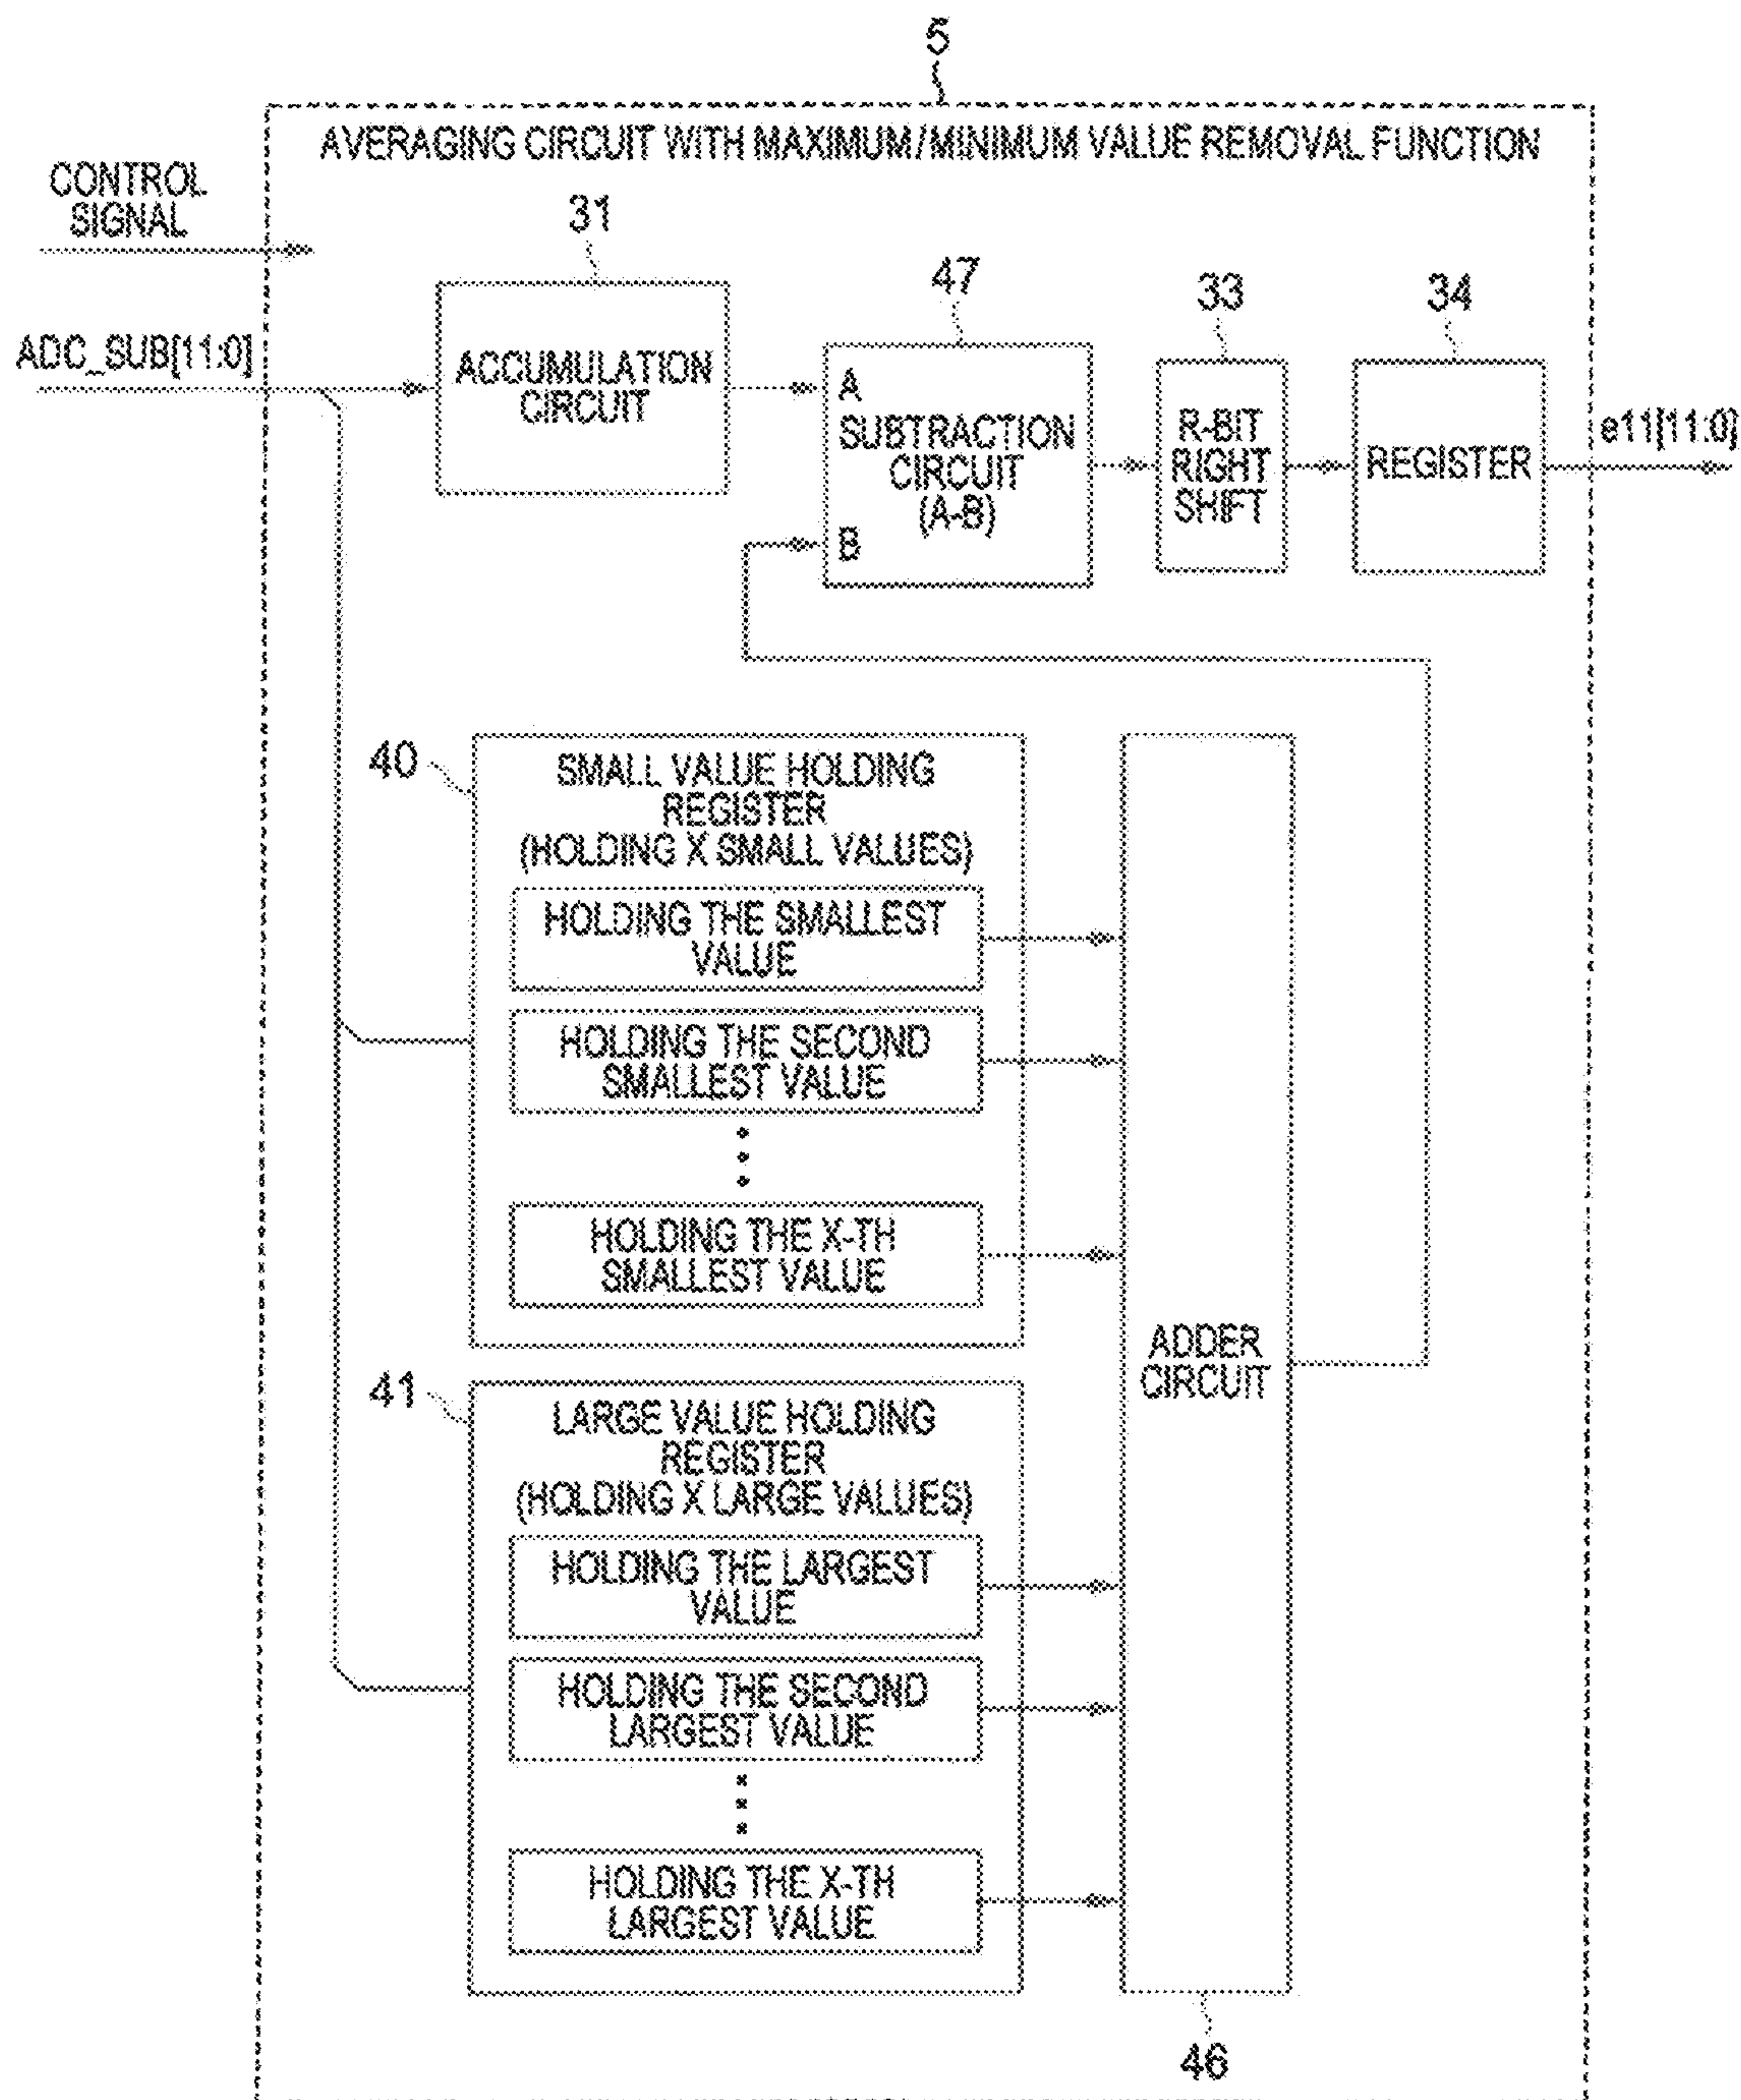 5
AVERAGING CIRCUIT WITH MAXIMUM/MINIMUM VALUE REMOVAL FUNCTION
CONTROL
SIGNAL
31
47
33
34
ADC_SUB[11:0]
ACCUMULATION
CIRCUIT
A
SUBTRACTION
CIRCUIT
(A-B)
B
R-BIT
RIGHT
SHIFT
REGISTER
e11[11:0]
40
SMALL VALUE HOLDING
REGISTER
(HOLDING X SMALL VALUES)
HOLDING THE SMALLEST
VALUE
HOLDING THE SECOND
SMALLEST VALUE
HOLDING THE X-TH
SMALLEST VALUE
ADDER
CIRCUIT
41
LARGE VALUE HOLDING
REGISTER
(HOLDING X LARGE VALUES)
HOLDING THE LARGEST
VALUE
HOLDING THE SECOND
LARGEST VALUE
HOLDING THE X-TH
LARGEST VALUE
46